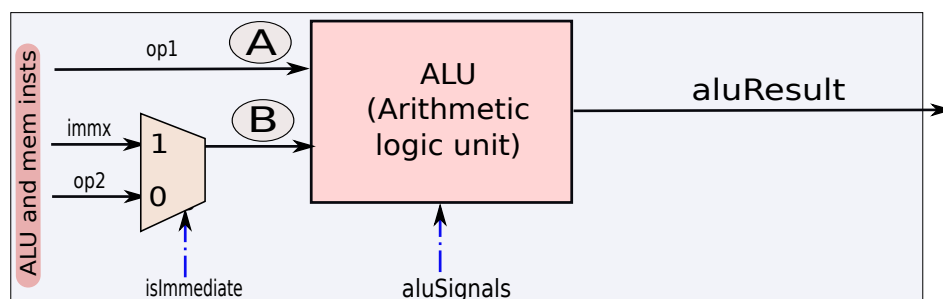 ALU and mem insts
op1
A
immx
1
op2
0
B
isImmediate
ALU
(Arithmetic
logic unit)
aluSignals
aluResult